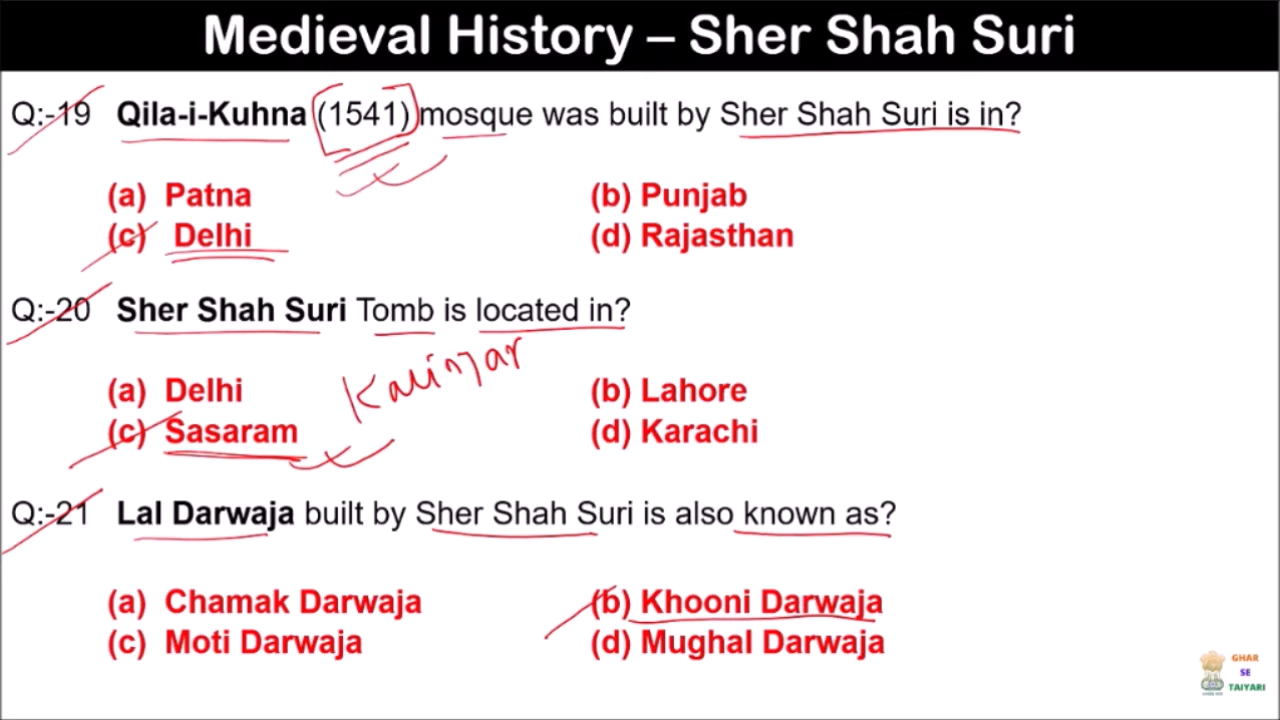 Medieval History – Sher Shah Suri
Q:-19 Qila-i-Kuhna (1541) mosque was built by Sher Shah Suri is in?
(a) Patna (b) Punjab
(c) Delhi (d) Rajasthan
Q:-20 Sher Shah Suri Tomb is located in?
Kalinjar
(a) Delhi (b) Lahore
(c) Sasaram (d) Karachi
Q:-21 Lal Darwaja built by Sher Shah Suri is also known as?
(a) Chamak Darwaja (b) Khooni Darwaja
(c) Moti Darwaja (d) Mughal Darwaja
GHAR
SE
TAIYARI